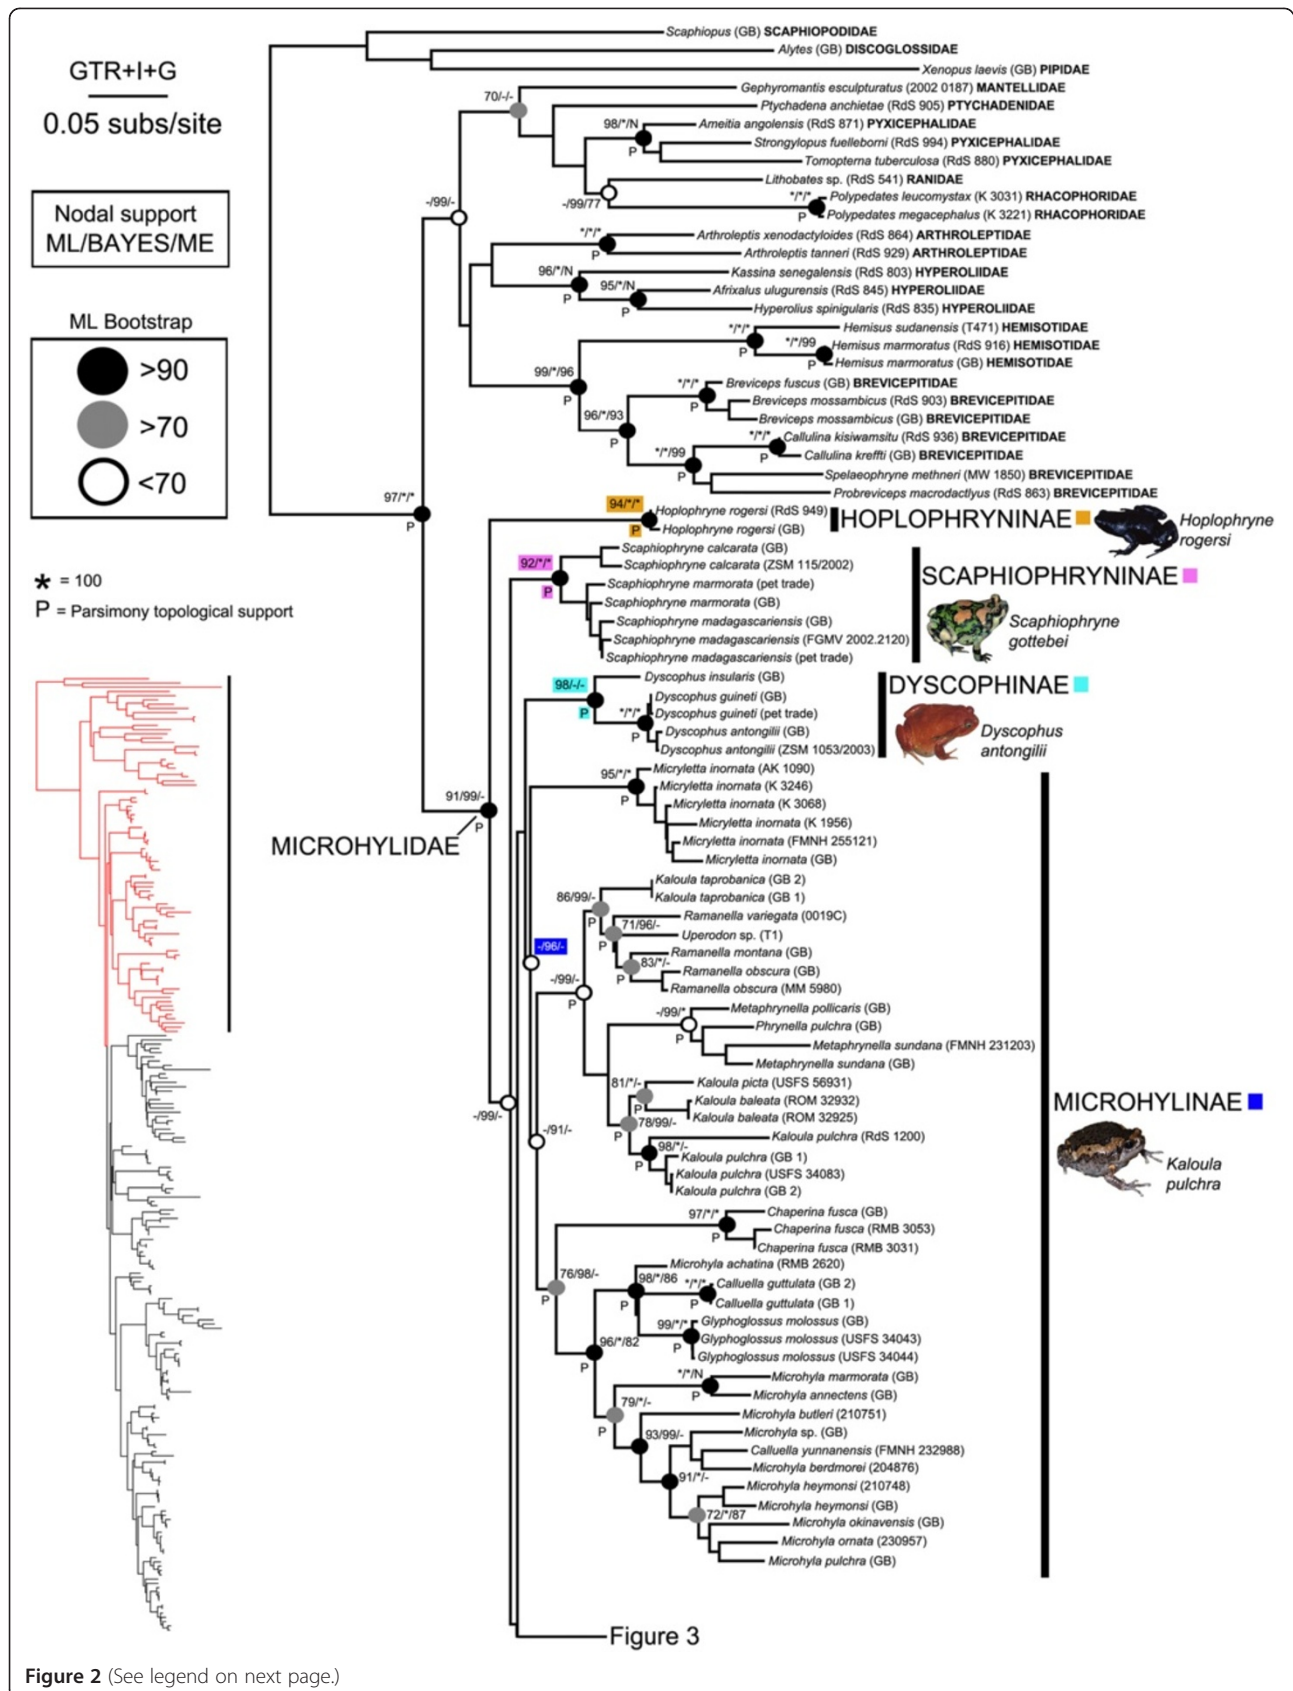 GTR+I+G
0.05 subs/site
Nodal support
ML/BAYES/ME
ML Bootstrap
>90
>70
<70
* = 100
P = Parsimony topological support
Scaphiopus (GB) SCAPHIOPODIDAE
Alytes (GB) DISCOGLOSSIDAE
Xenopus laevis (GB) PIPIDAE
70/-/-
Gephyromantis esculpturatus (2002 0187) MANTELLIDAE
Ptychadena anchietae (RdS 905) PTYCHADENIDAE
98/*/N
P
Ameitia angolensis (RdS 871) PYXICEPHALIDAE
Strongylopus fuelleborni (RdS 994) PYXICEPHALIDAE
Tomopterna tuberculosa (RdS 880) PYXICEPHALIDAE
-/99/-
-/99/77
Lithobates sp. (RdS 541) RANIDAE
*/*/*
P
Polypedates leucomystax (K 3031) RHACOPHORIDAE
Polypedates megacephalus (K 3221) RHACOPHORIDAE
*/*/*
P
Arthroleptis xenodactyloides (RdS 864) ARTHROLEPTIDAE
Arthroleptis tanneri (RdS 929) ARTHROLEPTIDAE
96/*/N
P
Kassina senegalensis (RdS 803) HYPEROLIIDAE
95/*/N
P
Afrixalus ulugurensis (RdS 845) HYPEROLIIDAE
Hyperolius spinigularis (RdS 835) HYPEROLIIDAE
99/*/96
P
*/*/*
P
Hemisus sudanensis (T471) HEMISOTIDAE
*/*/99
P
Hemisus marmoratus (RdS 916) HEMISOTIDAE
Hemisus marmoratus (GB) HEMISOTIDAE
96/*/93
P
*/*/*
P
Breviceps fuscus (GB) BREVICEPITIDAE
Breviceps mossambicus (RdS 903) BREVICEPITIDAE
Breviceps mossambicus (GB) BREVICEPITIDAE
*/*/99
P
*/*/*
P
Callulina kisiwamsitu (RdS 936) BREVICEPITIDAE
Callulina kreffti (GB) BREVICEPITIDAE
Spelaeophryne methneri (MW 1850) BREVICEPITIDAE
Probreviceps macrodactlyus (RdS 863) BREVICEPITIDAE
97/*/*
P
94/*/*
P
Hoplophryne rogersi (RdS 949)
Hoplophryne rogersi (GB)
HOPLOPHRYNINAE
Hoplophryne
rogersi
92/*/*
P
Scaphiophryne calcarata (GB)
Scaphiophryne calcarata (ZSM 115/2002)
Scaphiophryne marmorata (pet trade)
Scaphiophryne marmorata (GB)
Scaphiophryne madagascariensis (GB)
Scaphiophryne madagascariensis (FGMV 2002.2120)
Scaphiophryne madagascariensis (pet trade)
SCAPHIOPHRYNINAE
Scaphiophryne
gottebei
98/-/-
P
Dyscophus insularis (GB)
*/*/*
P
Dyscophus guineti (GB)
Dyscophus guineti (pet trade)
Dyscophus antongilii (GB)
Dyscophus antongilii (ZSM 1053/2003)
DYSCOPHINAE
Dyscophus
antongilii
91/99/-
P
MICROHYLIDAE
95/*/*
P
Micryletta inornata (AK 1090)
Micryletta inornata (K 3246)
Micryletta inornata (K 3068)
Micryletta inornata (K 1956)
Micryletta inornata (FMNH 255121)
Micryletta inornata (GB)
-/96/-
86/99/-
P
Kaloula taprobanica (GB 2)
Kaloula taprobanica (GB 1)
71/96/-
P
Ramanella variegata (0019C)
Uperodon sp. (T1)
83/*/-
P
Ramanella montana (GB)
Ramanella obscura (GB)
Ramanella obscura (MM 5980)
-/99/-
P
-/99/*
P
Metaphrynella pollicaris (GB)
Phrynella pulchra (GB)
Metaphrynella sundana (FMNH 231203)
Metaphrynella sundana (GB)
81/*/-
P
Kaloula picta (USFS 56931)
Kaloula baleata (ROM 32932)
Kaloula baleata (ROM 32925)
78/99/-
P
98/*/-
P
Kaloula pulchra (RdS 1200)
Kaloula pulchra (GB 1)
Kaloula pulchra (USFS 34083)
Kaloula pulchra (GB 2)
MICROHYLINAE
Kaloula
pulchra
-/99/-
-/91/-
97/*/*
P
Chaperina fusca (GB)
Chaperina fusca (RMB 3053)
Chaperina fusca (RMB 3031)
76/98/-
P
98/*/86
P
Microhyla achatina (RMB 2620)
*/*/*
P
Calluella guttulata (GB 2)
Calluella guttulata (GB 1)
99/*/*
P
Glyphoglossus molossus (GB)
Glyphoglossus molossus (USFS 34043)
Glyphoglossus molossus (USFS 34044)
96/*/82
P
*/*/N
P
Microhyla marmorata (GB)
Microhyla annectens (GB)
79/*/-
P
Microhyla butleri (210751)
93/99/-
Microhyla sp. (GB)
Calluella yunnanensis (FMNH 232988)
Microhyla berdmorei (204876)
91/*/-
Microhyla heymonsi (210748)
Microhyla heymonsi (GB)
72/*/87
Microhyla okinavensis (GB)
Microhyla ornata (230957)
Microhyla pulchra (GB)
Figure 3
Figure 2 (See legend on next page.)